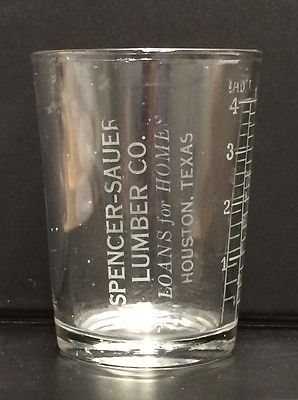 SPENCER-SAUER
LUMBER CO.
LOANS for HOMES
HOUSTON, TEXAS
4
3
2
1